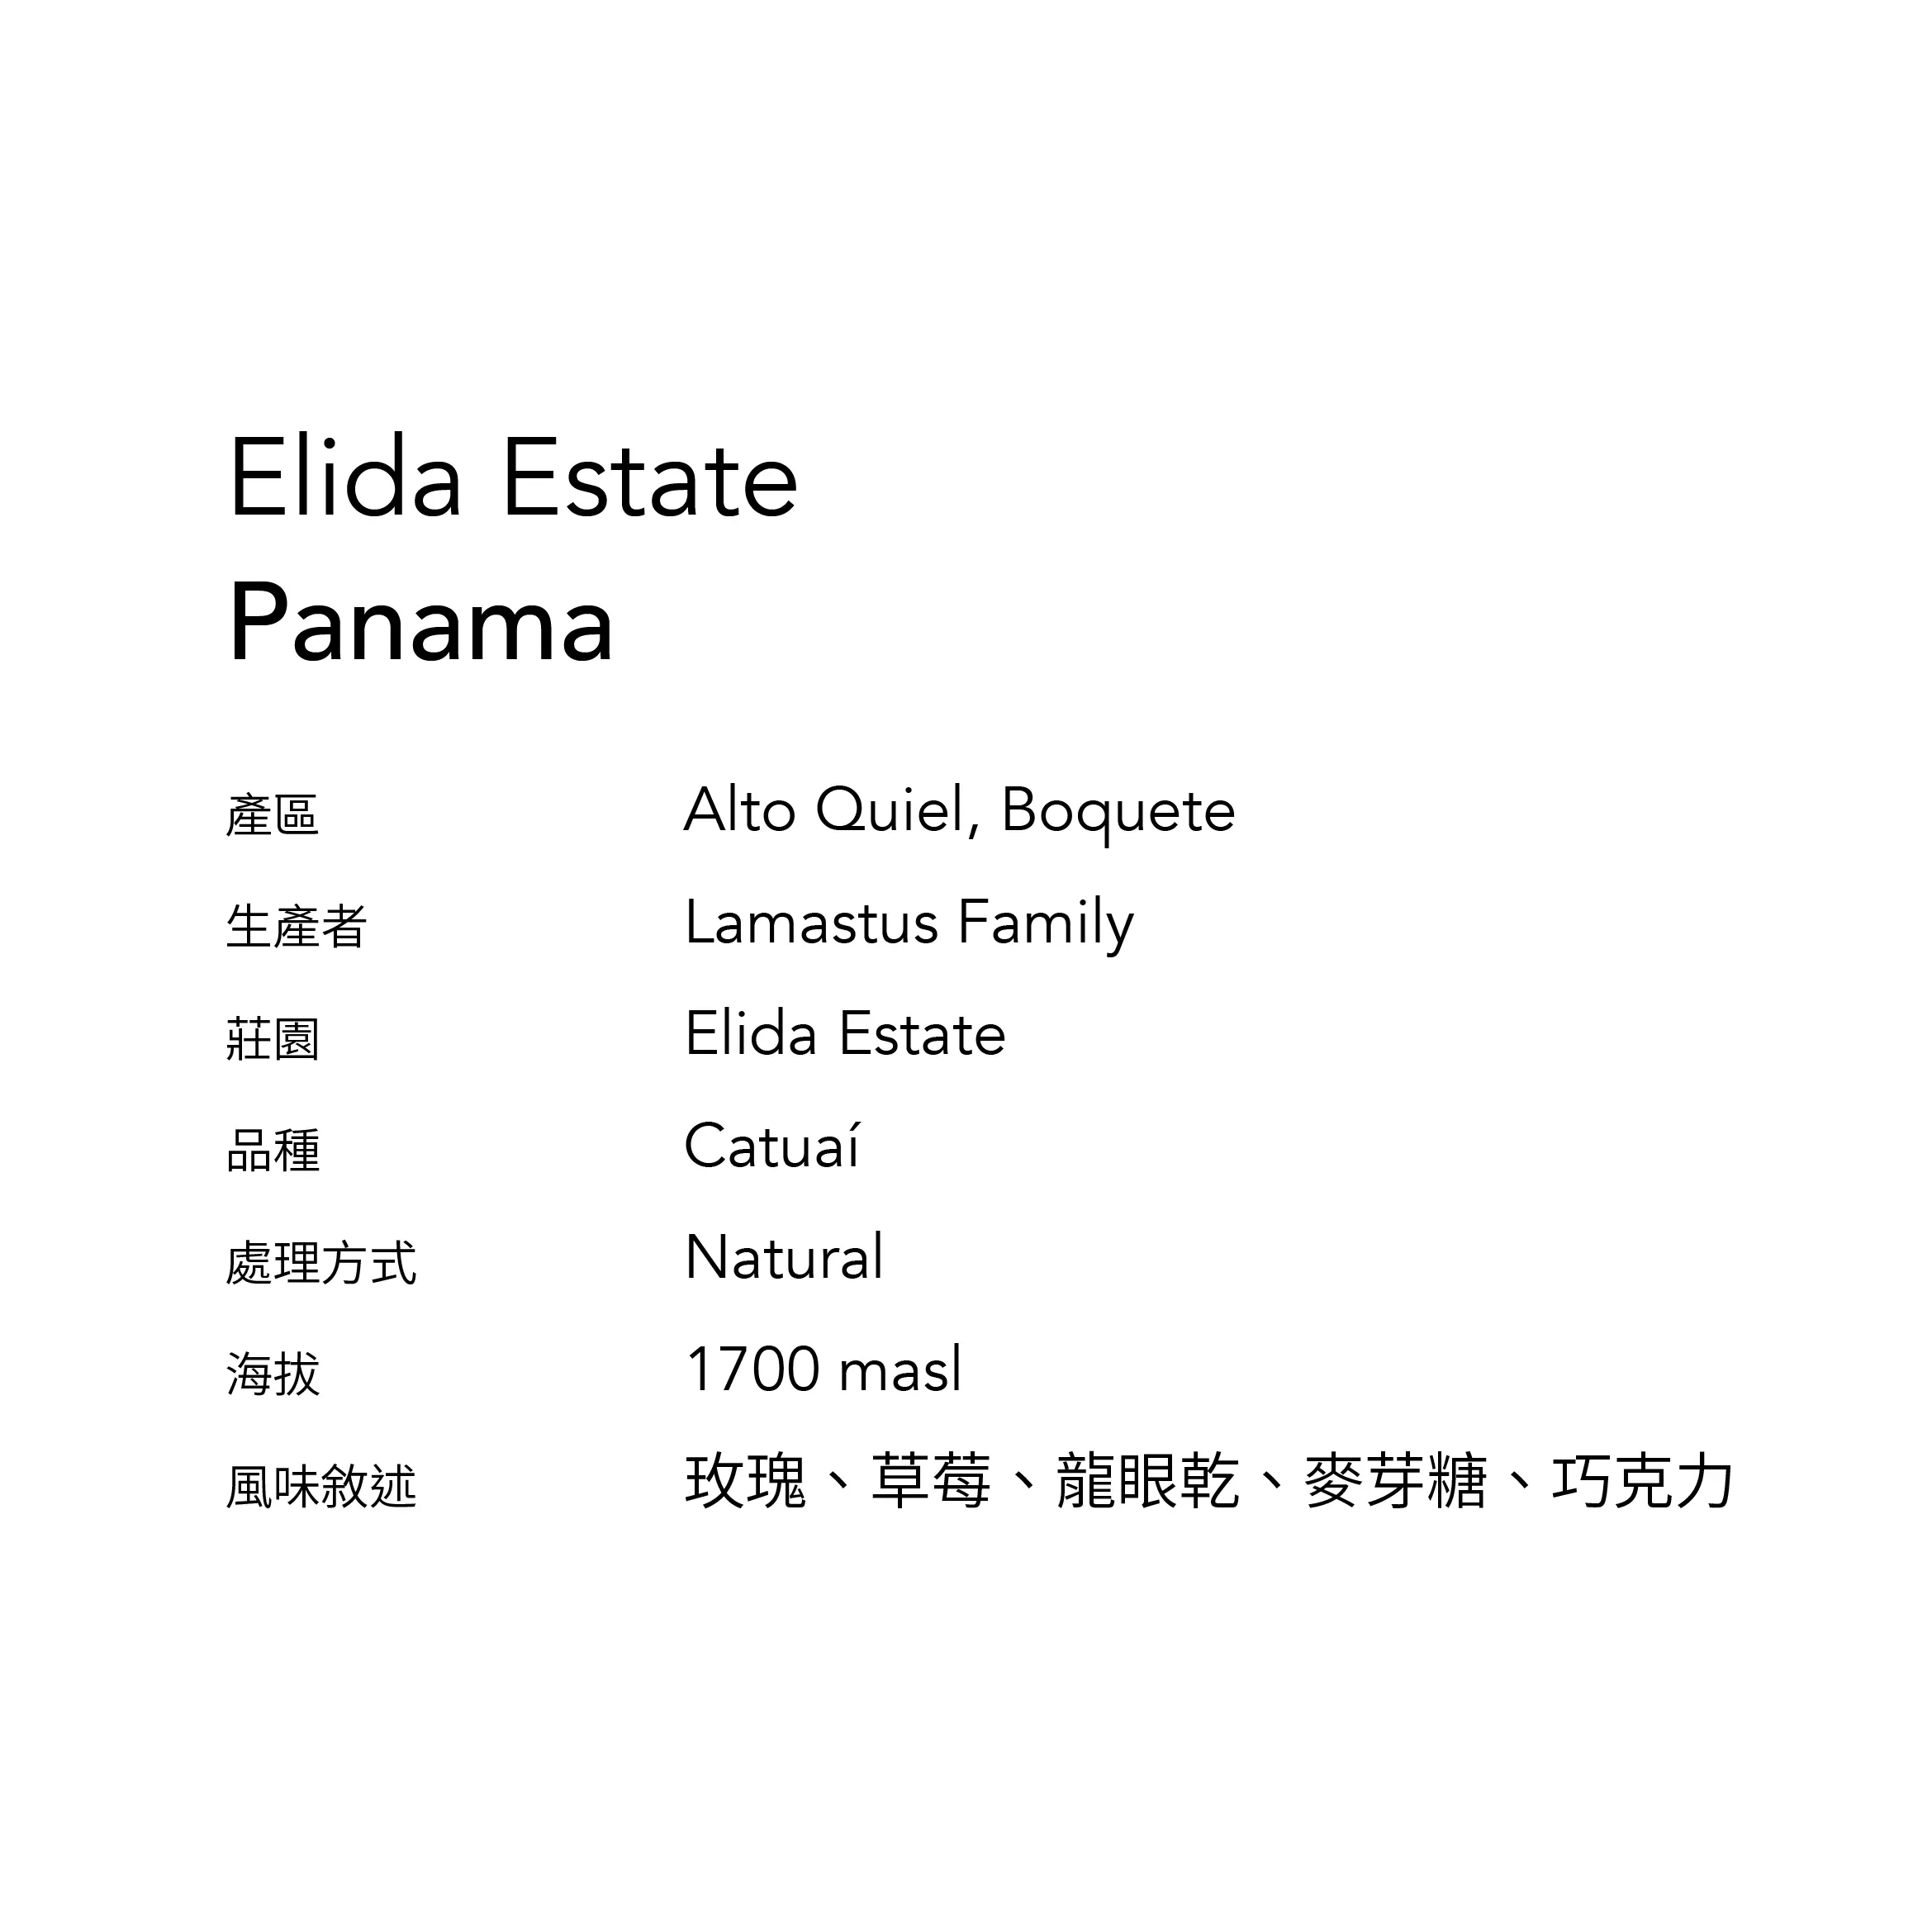 Elida Estate
Panama
產區 Alto Quiel, Boquete
生產者 Lamastus Family
莊園 Elida Estate
品種 Catuaí
處理方式 Natural
海拔 1700 masl
風味敘述 玫瑰、草莓、龍眼乾、麥芽糖、巧克力